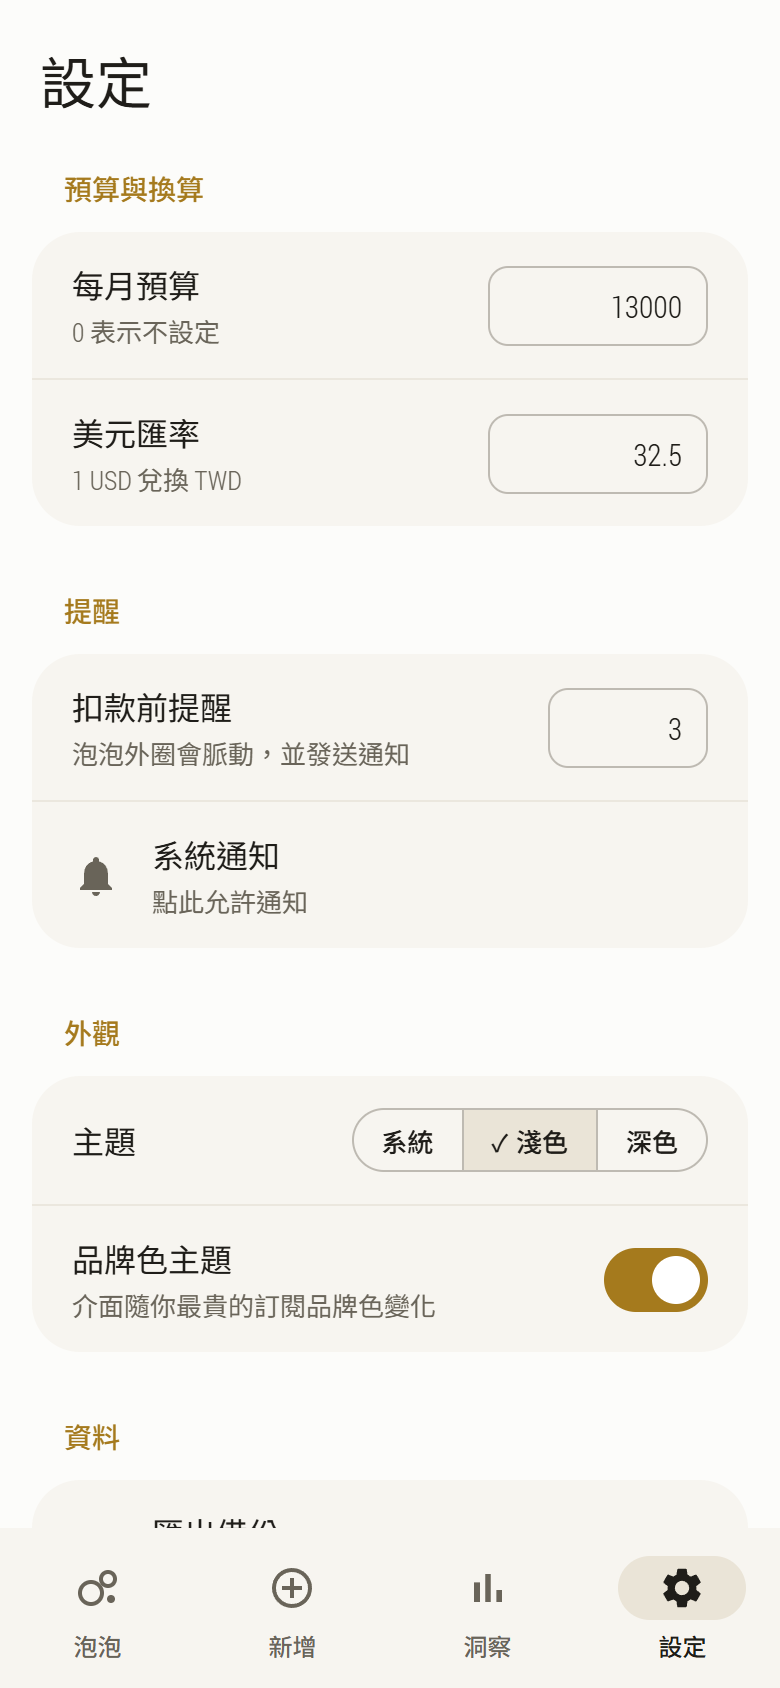 設定
預算與換算
每月預算
0 表示不設定
13000
美元匯率
1 USD 兌換 TWD
32.5
提醒
扣款前提醒
泡泡外圈會脈動，並發送通知
3
系統通知
點此允許通知
外觀
主題
系統
✓ 淺色
深色
品牌色主題
介面隨你最貴的訂閱品牌色變化
資料
匯出備份
泡泡
新增
洞察
設定